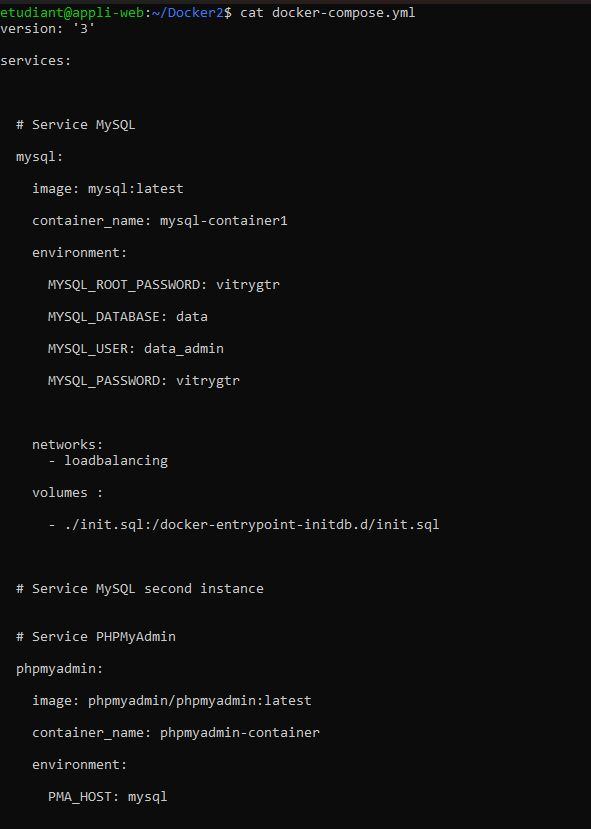 etudiant@appli-web:~/Docker2$ cat docker-compose.yml
version: '3'
services:
# Service MySQL
mysql:
image: mysql:latest
container_name: mysql-container1
environment:
MYSQL_ROOT_PASSWORD: vitrygtr
MYSQL_DATABASE: data
MYSQL_USER: data_admin
MYSQL_PASSWORD: vitrygtr
networks:
- loadbalancing
volumes :
- ./init.sql:/docker-entrypoint-initdb.d/init.sql
# Service MySQL second instance
# Service PHPMyAdmin
phpmyadmin:
image: phpmyadmin/phpmyadmin:latest
container_name: phpmyadmin-container
environment:
PMA_HOST: mysql